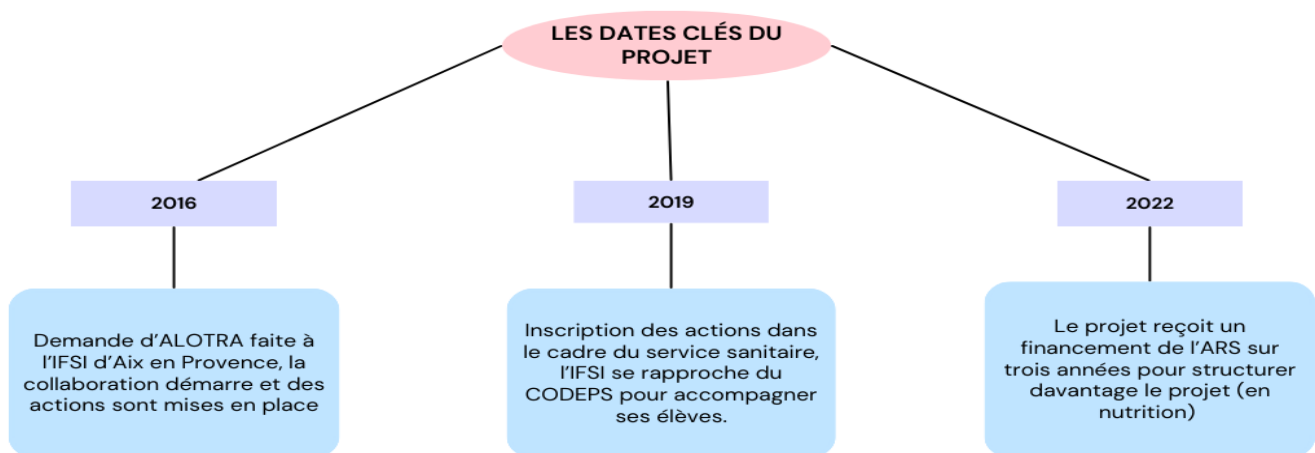 LES DATES CLÉS DU
PROJET
2016
2019
2022
Demande d'ALOTRA faite à
l'IFSI d'Aix en Provence, la
collaboration démarre et des
actions sont mises en place
Inscription des actions dans
le cadre du service sanitaire,
l'IFSI se rapproche du
CODEPS pour accompagner
ses élèves.
Le projet reçoit un
financement de l'ARS sur
trois années pour structurer
davantage le projet (en
nutrition)